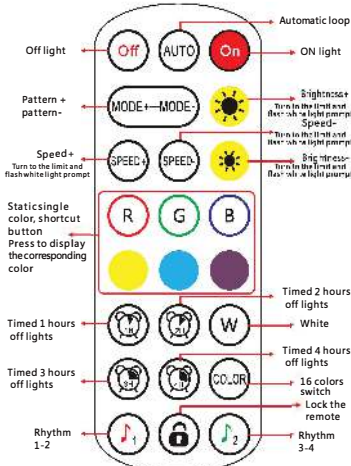 Automatic loop
Off light
Off
AUTO
On
ON light
Pattern +
pattern-
MODE+—MODE-
Brightness+
Turn to the limit and
flash white light prompt
Speed-
Turn to the limit and
flash white light prompt
Speed+
Turn to the limit and
flash white light prompt
SPEED+
SPEED-
Brightness-
Turn to the limit and
flash white light prompt
Static single
color, shortcut
button
Press to display
the corresponding
color
R
G
B
Timed 2 hours
off lights
Timed 1 hours
off lights
1H
2H
W
White
Timed 4 hours
off lights
Timed 3 hours
off lights
3H
4H
COLOR
16 colors
switch
Lock the
remote
Rhythm
1-2
1
2
Rhythm
3-4